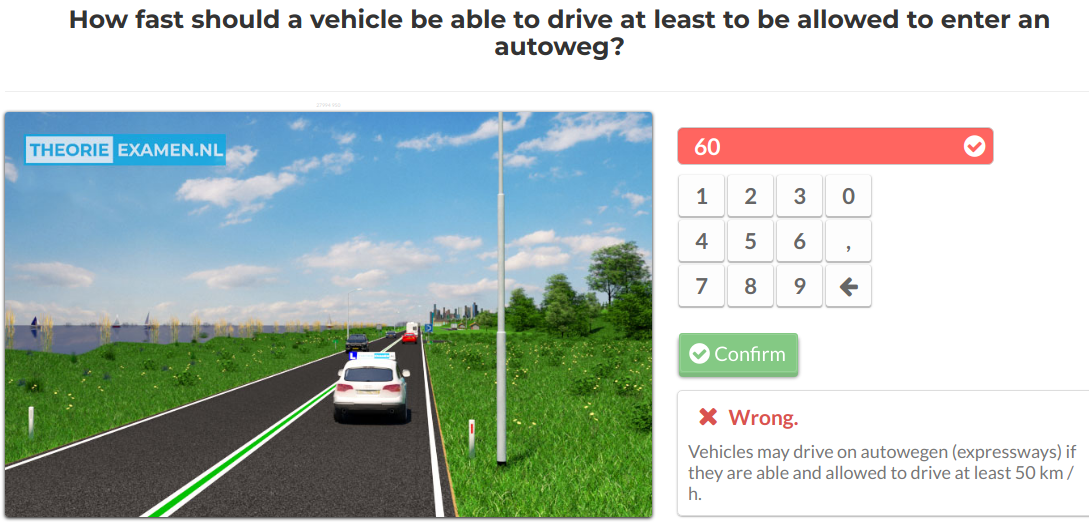 How fast should a vehicle be able to drive at least to be allowed to enter an
autoweg?
THEORIE EXAMEN.NL
60
1 2 3 0
4 5 6 ,
7 8 9
Confirm
Wrong.
Vehicles may drive on autowegen (expressways) if
they are able and allowed to drive at least 50 km /
h.